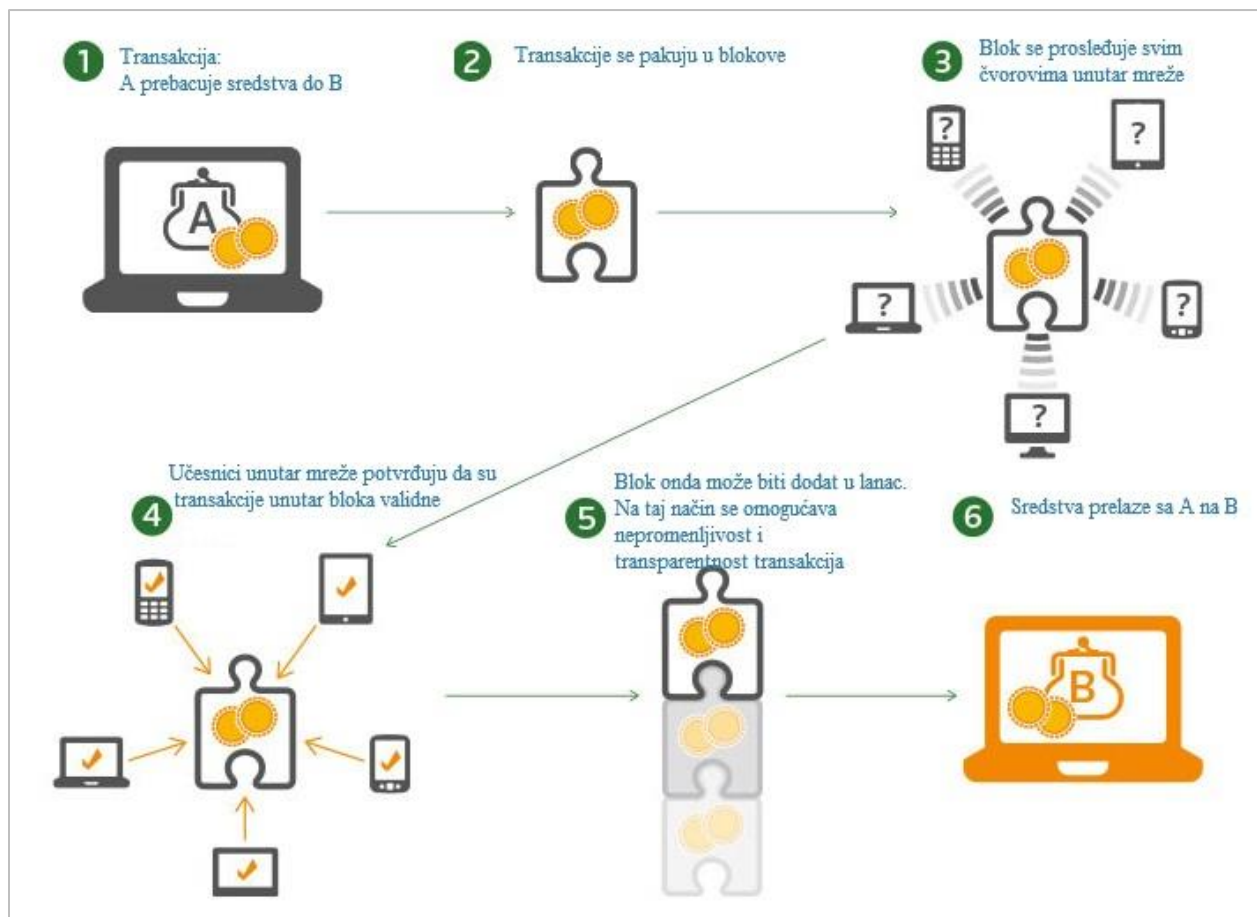 1
Transakcija:
A prebacuje sredstva do B
2
Transakcije se pakuju u blokove
3
Blok se prosleđuje svim
čvorovima unutar mreže
A
?
?
?
?
?
4
Učesnici unutar mreže potvrđuju da su
transakcije unutar bloka validne
5
Blok onda može biti dodat u lanac.
Na taj način se omogućava
nepromenljivost i
transparentnost transakcija
6
Sredstva prelaze sa A na B
B